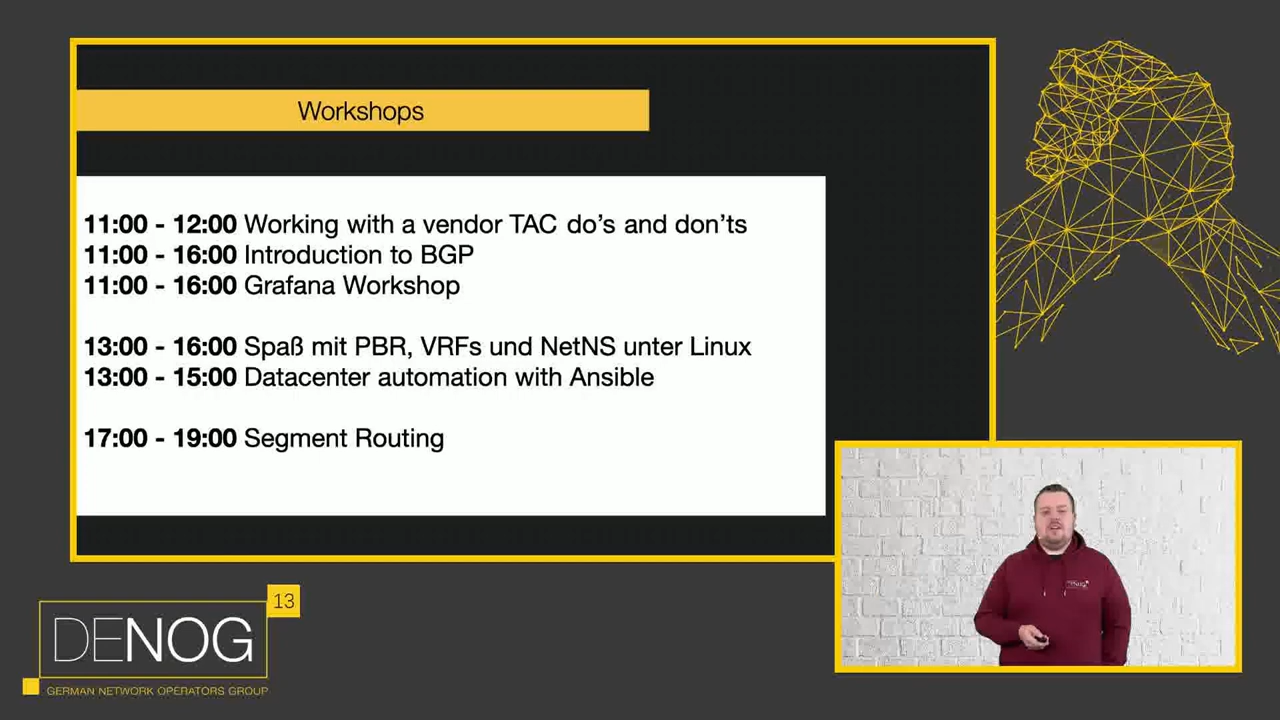 Workshops
11:00 - 12:00 Working with a vendor TAC do's and don'ts
11:00 - 16:00 Introduction to BGP
11:00 - 16:00 Grafana Workshop
13:00 - 16:00 Spaß mit PBR, VRFs und NetNS unter Linux
13:00 - 15:00 Datacenter automation with Ansible
17:00 - 19:00 Segment Routing
13
DENOG
GERMAN NETWORK OPERATORS GROUP